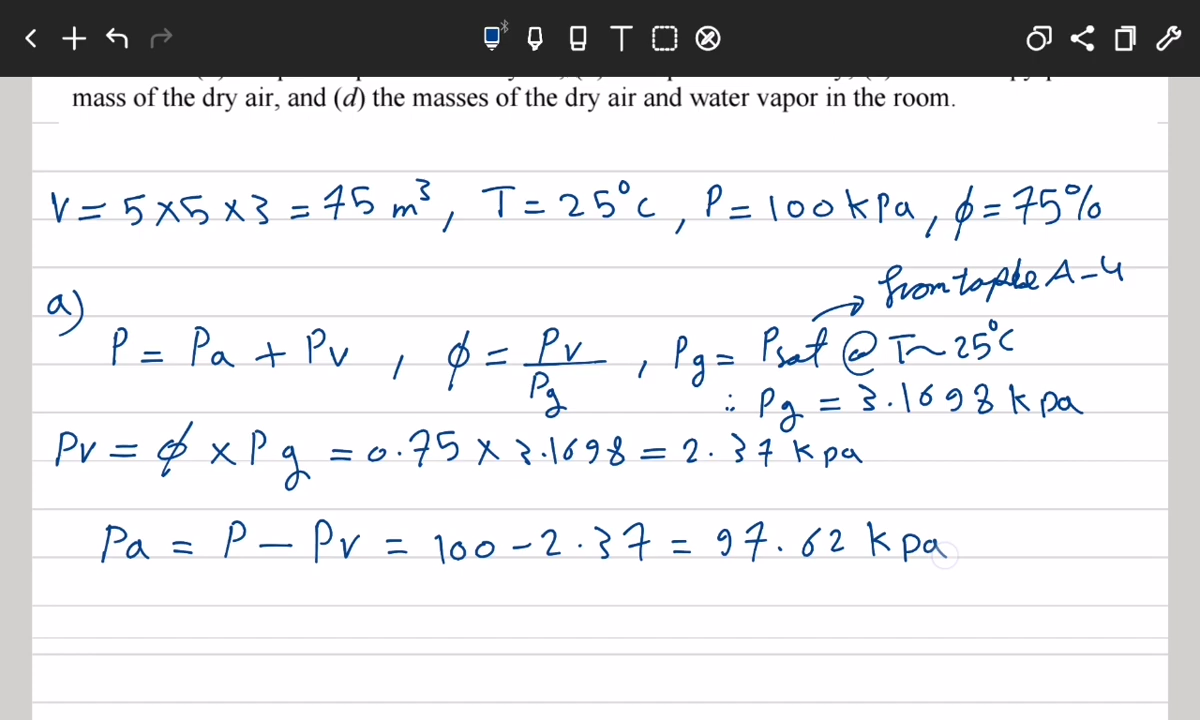 mass of the dry air, and (d) the masses of the dry air and water vapor in the room.
V = 5 × 5 × 3 = 75 m³, T = 25°C, P = 100 kPa, ϕ = 75%
from table A-4
a)
P = Pa + Pv, ϕ = Pv/Pg, Pg = Psat @ T~25°C
∴ Pg = 3.1698 kpa
Pv = ϕ × Pg = 0.75 × 3.1698 = 2.37 kpa
Pa = P - Pv = 100 - 2.37 = 97.62 kpa